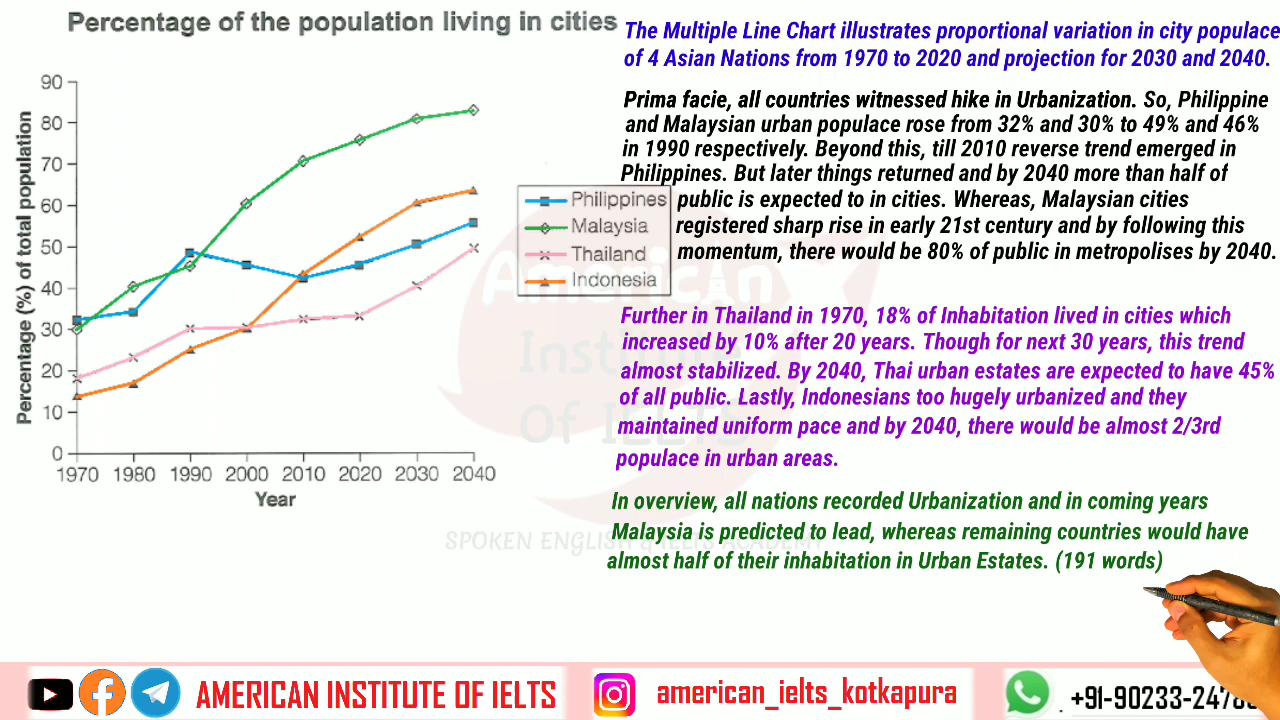 Percentage of the population living in cities
Percentage (%) of total population
90
80
70
60
50
40
30
20
10
0
1970 1980 1990 2000 2010 2020 2030 2040
Year
Philippines
Malaysia
Thailand
Indonesia
The Multiple Line Chart illustrates proportional variation in city populace
of 4 Asian Nations from 1970 to 2020 and projection for 2030 and 2040.
Prima facie, all countries witnessed hike in Urbanization. So, Philippine
and Malaysian urban populace rose from 32% and 30% to 49% and 46%
in 1990 respectively. Beyond this, till 2010 reverse trend emerged in
Philippines. But later things returned and by 2040 more than half of
public is expected to in cities. Whereas, Malaysian cities
registered sharp rise in early 21st century and by following this
momentum, there would be 80% of public in metropolises by 2040.
Further in Thailand in 1970, 18% of Inhabitation lived in cities which
increased by 10% after 20 years. Though for next 30 years, this trend
almost stabilized. By 2040, Thai urban estates are expected to have 45%
of all public. Lastly, Indonesians too hugely urbanized and they
maintained uniform pace and by 2040, there would be almost 2/3rd
populace in urban areas.
In overview, all nations recorded Urbanization and in coming years
Malaysia is predicted to lead, whereas remaining countries would have
almost half of their inhabitation in Urban Estates. (191 words)
American
Institute
Of IELTS
SPOKEN ENGLISH & IELTS ACADEMY
AMERICAN INSTITUTE OF IELTS
american_ielts_kotkapura
. +91-90233-247